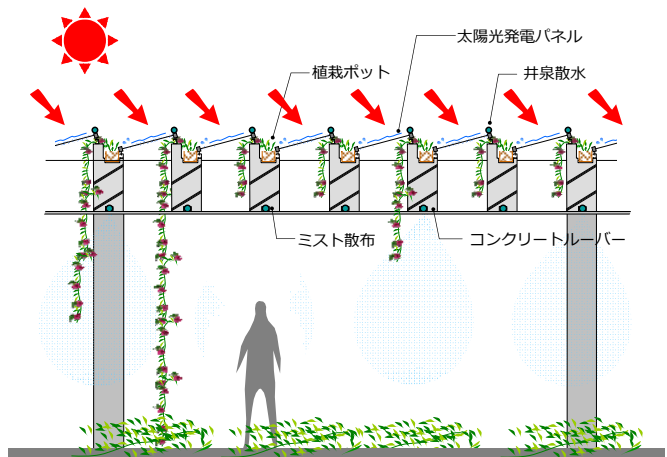 太陽光発電パネル
植栽ポット
井泉散水
ミスト散布
コンクリートルーバー